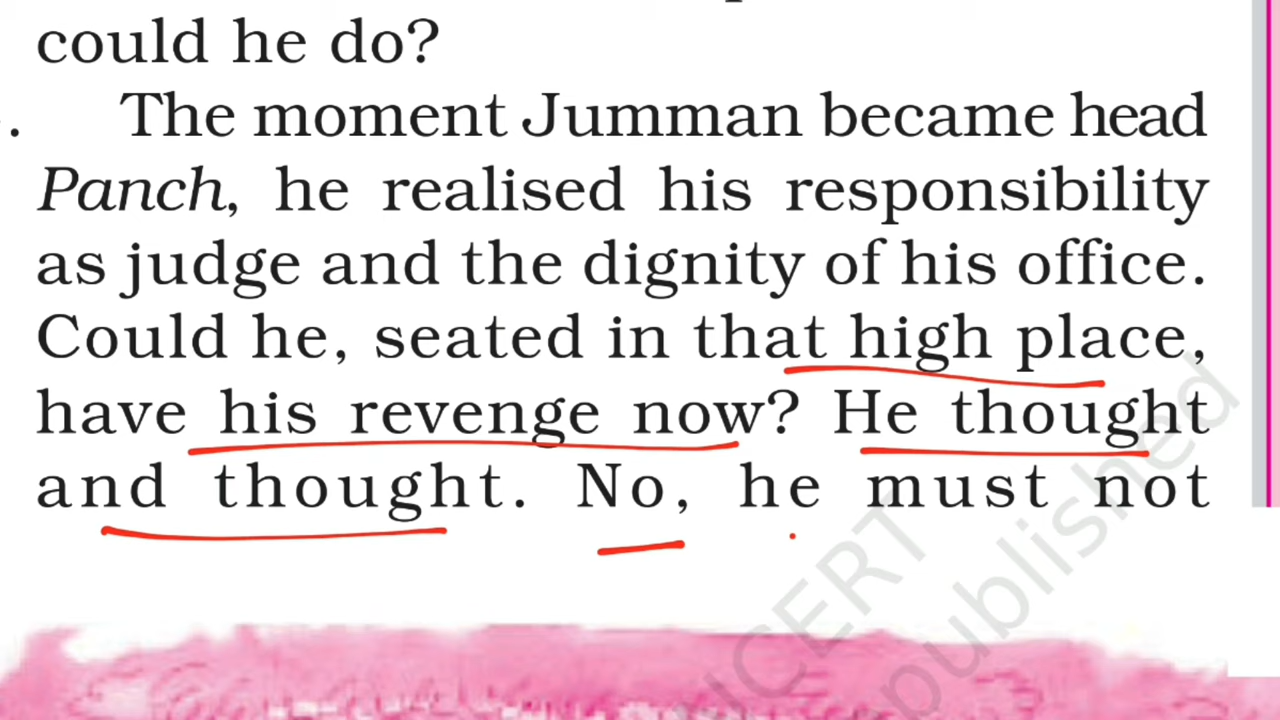 could he do?
. The moment Jumman became head
Panch, he realised his responsibility
as judge and the dignity of his office.
Could he, seated in that high place,
have his revenge now? He thought
and thought. No, he must not
NCERT
published